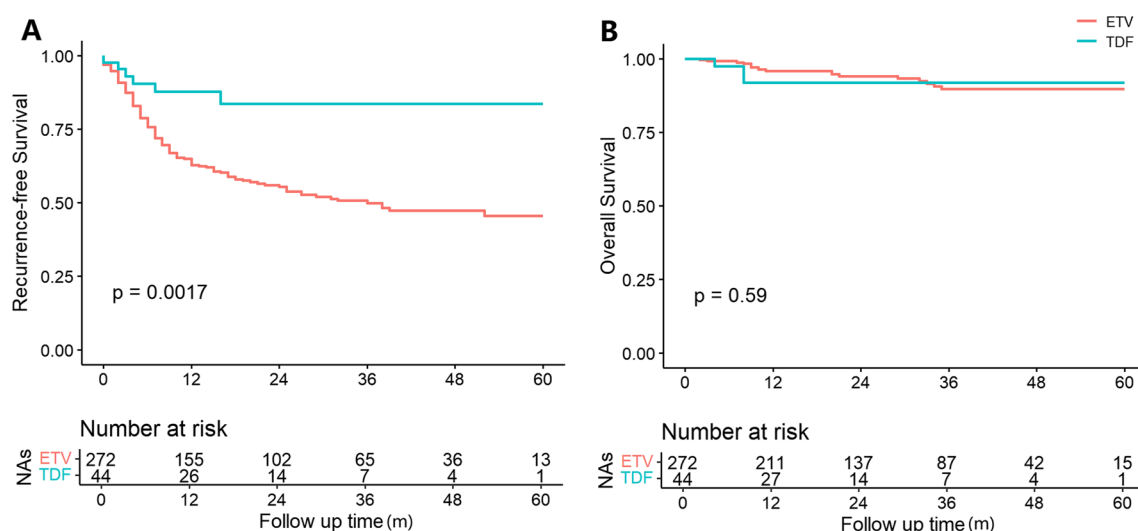 A
1.00
0.75
0.50
0.25
0.00
Recurrence-free Survival
p = 0.0017
0 12 24 36 48 60
Number at risk
NAs
ETV 272 155 102 65 36 13
TDF 44 26 14 7 4 1
0 12 24 36 48 60
Follow up time (m)
B
ETV
TDF
1.00
0.75
0.50
0.25
0.00
Overall Survival
p = 0.59
0 12 24 36 48 60
Number at risk
NAs
ETV 272 211 137 87 42 15
TDF 44 27 14 7 4 1
0 12 24 36 48 60
Follow up time (m)